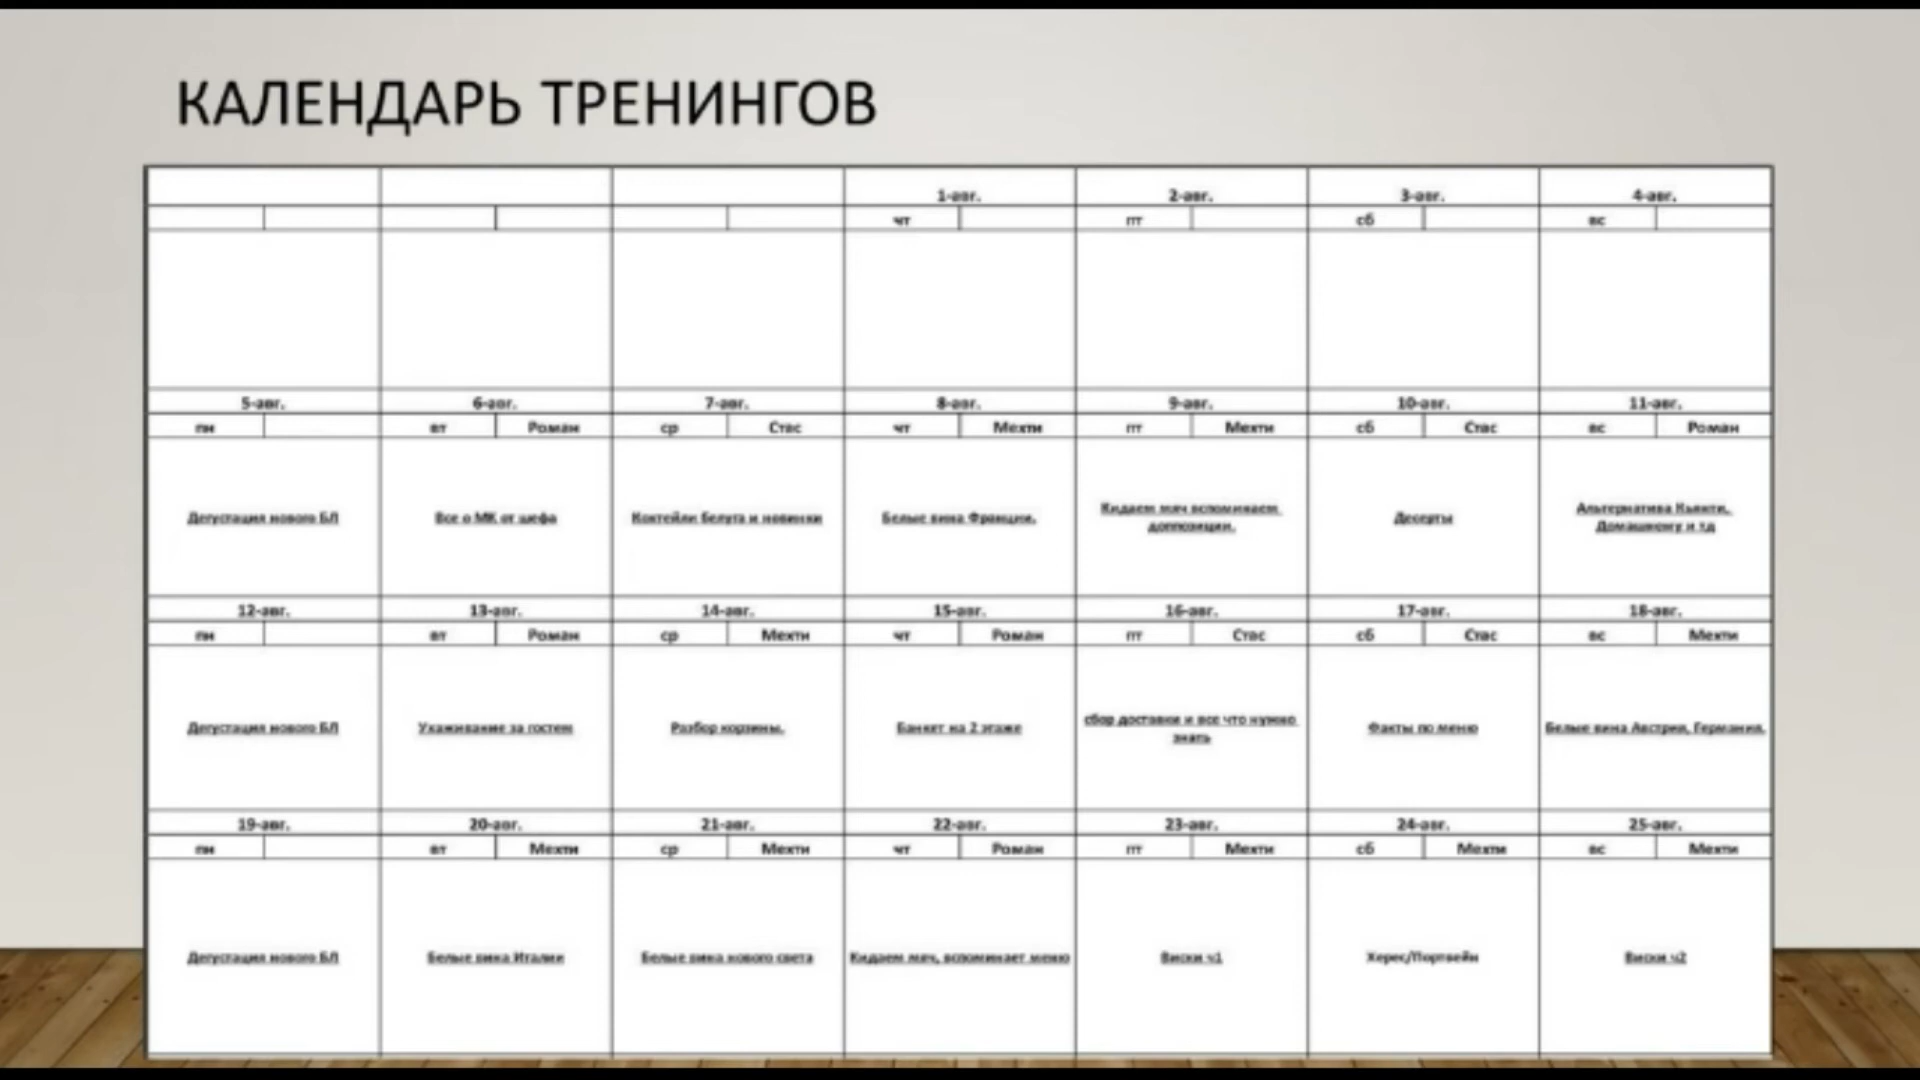 КАЛЕНДАРЬ ТРЕНИНГОВ
1-авг. 2-авг. 3-авг. 4-авг.
чт пт сб вс
5-авг. 6-авг. 7-авг. 8-авг. 9-авг. 10-авг. 11-авг.
пн вт Роман ср Стас чт Мехти пт Мехти сб Стас вс Роман
Дегустация нового БЛ
Все о МК от шефа
Коктейли белуга и новинки
Белые вина Франции.
Кидаем мяч вспоминаем
доппозиции.
Десерты
Альтернатива Кьянти,
Домашнему и тд
12-авг. 13-авг. 14-авг. 15-авг. 16-авг. 17-авг. 18-авг.
пн вт Роман ср Мехти чт Роман пт Стас сб Стас вс Мехти
Дегустация нового БЛ
Ухаживание за гостем
Разбор корзины.
Банкет на 2 этаже
сбор доставки и все что нужно
знать
Факты по меню
Белые вина Австрии, Германия.
19-авг. 20-авг. 21-авг. 22-авг. 23-авг. 24-авг. 25-авг.
пн вт Мехти ср Мехти чт Роман пт Мехти сб Мехти вс Мехти
Дегустация нового БЛ
Белые вина Италии
Белые вина нового света
Кидаем мяч, вспоминает меню
Виски ч1
Херес/Портвейн
Виски ч2